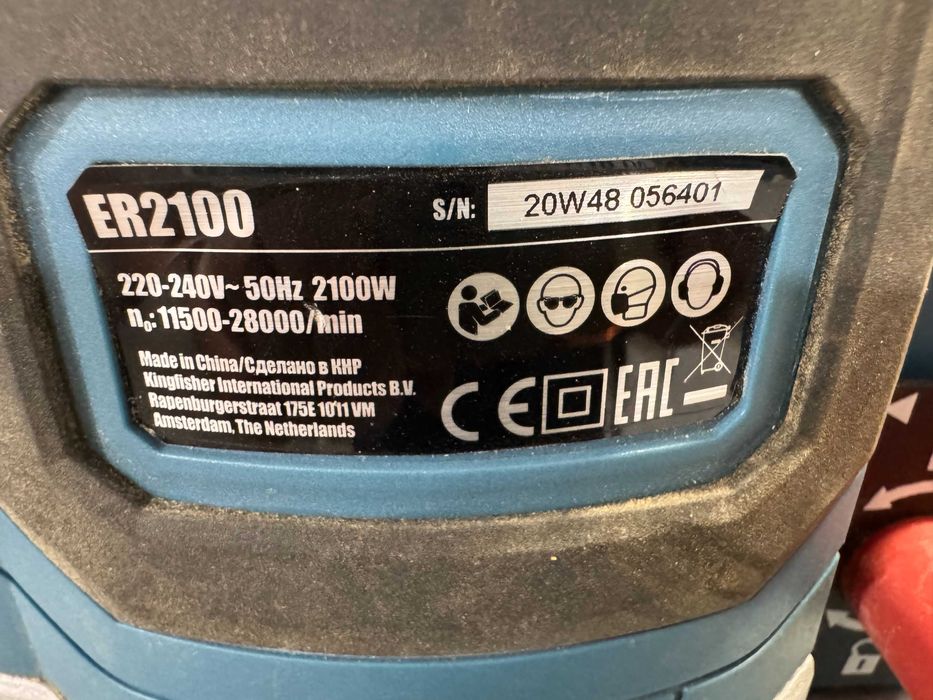 ER2100
S/N: 20W48 056401
220-240V~ 50Hz 2100W
n₀: 11500-28000/min
Made in China/Сделано в КНР
Kingfisher International Products B.V.
Rapenburgerstraat 175E 1011 VM
Amsterdam, The Netherlands
CE EAC